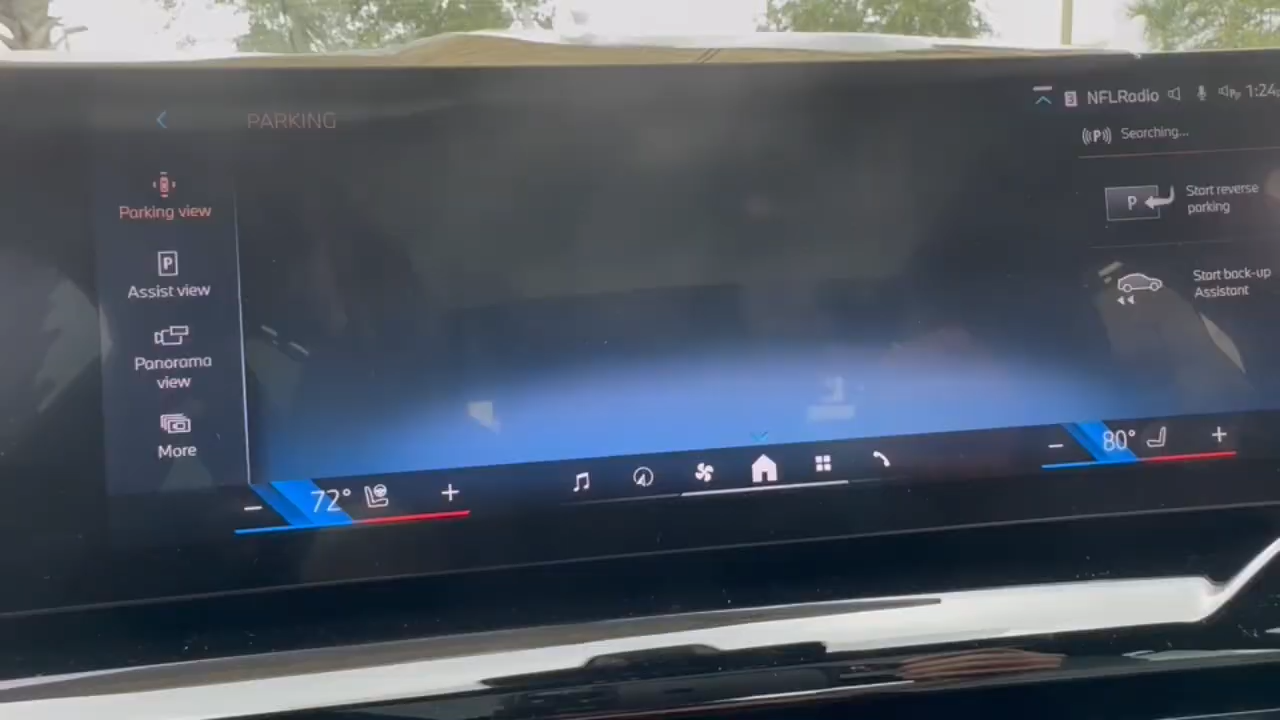 PARKING
3 NFLRadio 1:24
Searching...
Parking view
P
Assist view
Panorama
view
More
(P)
P
Start reverse
parking
Start back-up
Assistant
72°
80°